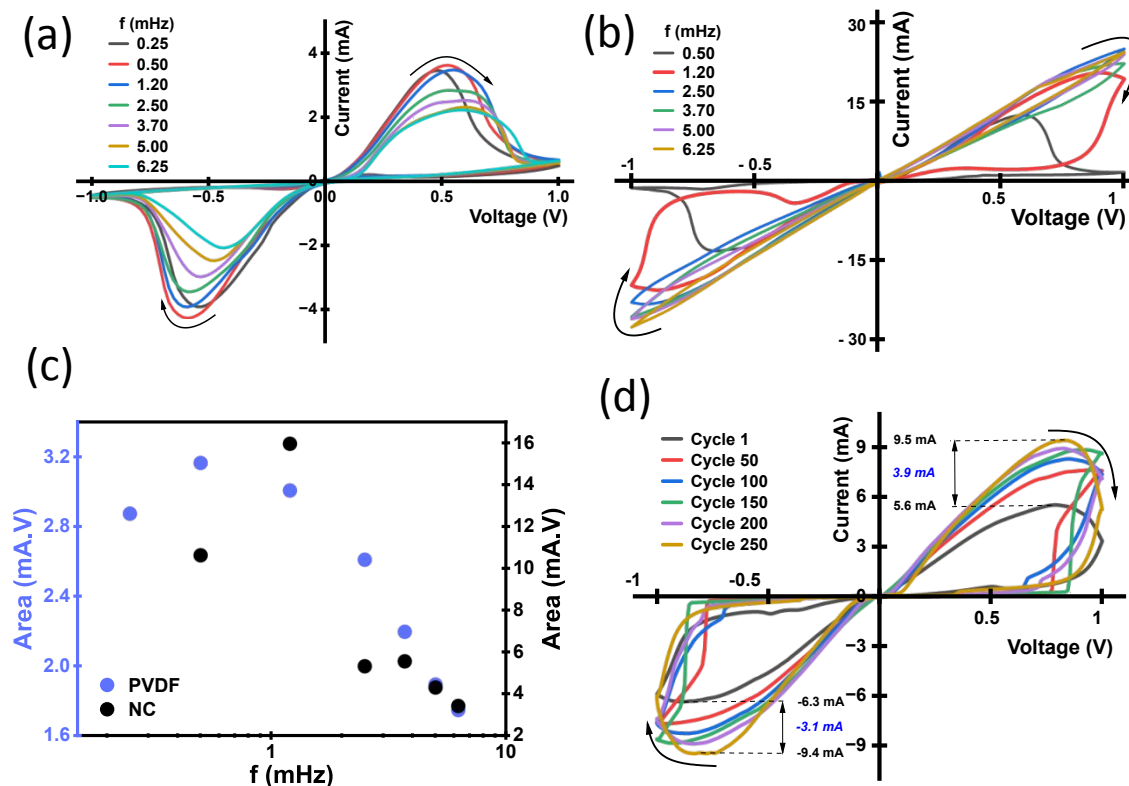 (a)
f (mHz)
0.25
0.50
1.20
2.50
3.70
5.00
6.25
Current (mA)
4
2
0
−2
−4
−1.0
−0.5
0.0
0.5
1.0
Voltage (V)
(b)
f (mHz)
0.50
1.20
2.50
3.70
5.00
6.25
Current (mA)
30
15
-15
-30
-1
-0.5
0.5
1
Voltage (V)
(c)
Area (mA.V)
3.2
2.8
2.4
2.0
1.6
PVDF
NC
1
10
f (mHz)
16
14
12
10
8
6
4
2
Area (mA.V)
(d)
Cycle 1
Cycle 50
Cycle 100
Cycle 150
Cycle 200
Cycle 250
Current (mA)
9
6
3
0
−3
−6
−9
-1
-0.5
0.5
1
Voltage (V)
9.5 mA
3.9 mA
5.6 mA
-6.3 mA
-3.1 mA
-9.4 mA